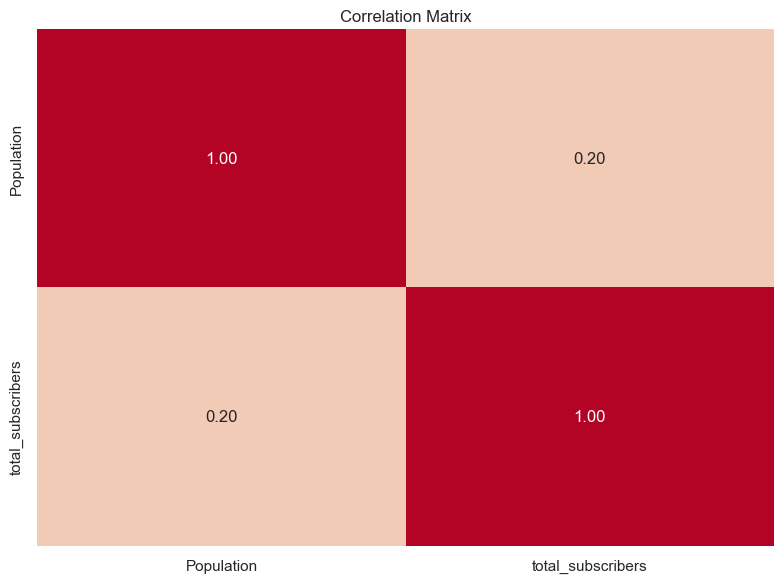 Correlation Matrix
Population
1.00
0.20
total_subscribers
0.20
1.00
Population
total_subscribers